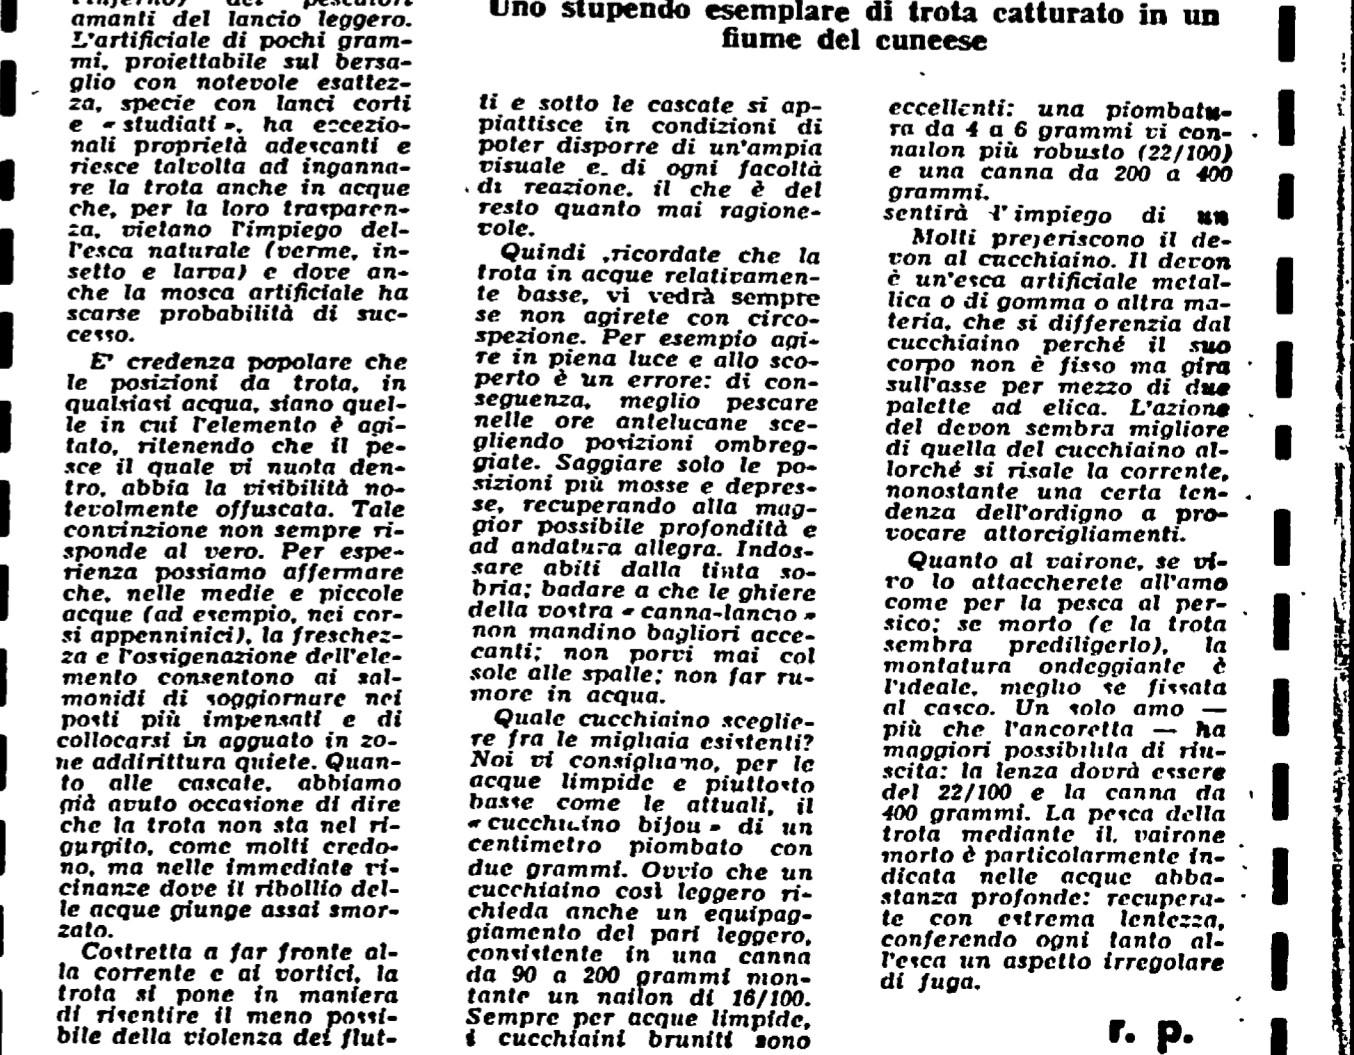 l'inferno) dei pescatori
amanti del lancio leggero.
L'artificiale di pochi gram-
mi, proiettabile sul bersa-
glio con notevole esattez-
za, specie con lanci corti
e « studiati », ha eccezio-
nali proprietà adescanti e
riesce talvolta ad inganna-
re la trota anche in acque
che, per la loro trasparen-
za, vietano l'impiego del-
l'esca naturale (verme, in-
setto e larva) e dove an-
che la mosca artificiale ha
scarse probabilità di suc-
cesso.
E' credenza popolare che
le posizioni da trota, in
qualsiasi acqua, siano quel-
le in cui l'elemento è agi-
tato, ritenendo che il pe-
sce il quale vi nuota den-
tro, abbia la visibilità no-
tevolmente offuscata. Tale
convinzione non sempre ri-
sponde al vero. Per espe-
rienza possiamo affermare
che, nelle medie e piccole
acque (ad esempio, nei cor-
si appenninici), la freschez-
za e l'ossigenazione dell'ele-
mento consentono ai sal-
monidi di soggiornare nei
posti più impensati e di
collocarsi in agguato in zo-
ne addirittura quiete. Quan-
to alle cascate, abbiamo
già avuto occasione di dire
che la trota non sta nel ri-
gurgito, come molti credo-
no, ma nelle immediate vi-
cinanze dove il ribollio del-
le acque giunge assai smor-
zato.
Costretta a far fronte al-
la corrente e ai vortici, la
trota si pone in maniera
di risentire il meno possi-
bile della violenza dei flut-
Uno stupendo esemplare di trota catturato in un
fiume del cuneese
ti e sotto le cascate si ap-
piattisce in condizioni di
poter disporre di un'ampia
visuale e di ogni facoltà
di reazione, il che è del
resto quanto mai ragione-
vole.
Quindi ricordate che la
trota in acque relativamen-
te basse, vi vedrà sempre
se non agirete con circo-
spezione. Per esempio agi-
re in piena luce e allo sco-
perto è un errore: di con-
seguenza, meglio pescare
nelle ore antelucane sce-
gliendo posizioni ombreg-
giate. Saggiare solo le po-
sizioni più mosse e depres-
se, recuperando alla mag-
gior possibile profondità e
ad andatura allegra. Indos-
sare abiti dalla tinta so-
bria; badare a che le ghiere
della vostra « canna-lancio »
non mandino bagliori acce-
canti; non porvi mai col
sole alle spalle; non far ru-
more in acqua.
Quale cucchiaino sceglie-
re fra le migliaia esistenti?
Noi vi consigliamo, per le
acque limpide e piuttosto
basse come le attuali, il
« cucchiaino bijou » di un
centimetro piombato con
due grammi. Ovvio che un
cucchiaino così leggero ri-
chieda anche un equipag-
giamento del pari leggero,
consistente in una canna
da 90 a 200 grammi mon-
tante un nailon di 16/100.
Sempre per acque limpide,
i cucchiaini bruniti sono
eccellenti: una piombatu-
ra da 4 a 6 grammi vi con-
nailon più robusto (22/100)
e una canna da 200 a 400
grammi.
sentirà l'impiego di un
Molti preferiscono il de-
von al cucchiaino. Il devon
è un'esca artificiale metal-
lica o di gomma o altra ma-
teria, che si differenzia dal
cucchiaino perché il suo
corpo non è fisso ma gira
sull'asse per mezzo di due
palette ad elica. L'azione
del devon sembra migliore
di quella del cucchiaino al-
lorché si risale la corrente,
nonostante una certa ten-
denza dell'ordigno a pro-
vocare attorcigliamenti.
Quanto al vairone, se vi-
vo lo attaccherete all'amo
come per la pesca al per-
sico; se morto (e la trota
sembra prediligerlo), la
montatura ondeggiante è
l'ideale, meglio se fissata
al casco. Un solo amo —
più che l'ancoretta — ha
maggiori possibilità di riu-
scita: la lenza dovrà essere
del 22/100 e la canna da
400 grammi. La pesca della
trota mediante il vairone
morto è particolarmente in-
dicata nelle acque abba-
stanza profonde: recupera-
te con estrema lentezza,
conferendo ogni tanto al-
l'esca un aspetto irregolare
di fuga.
r. p.